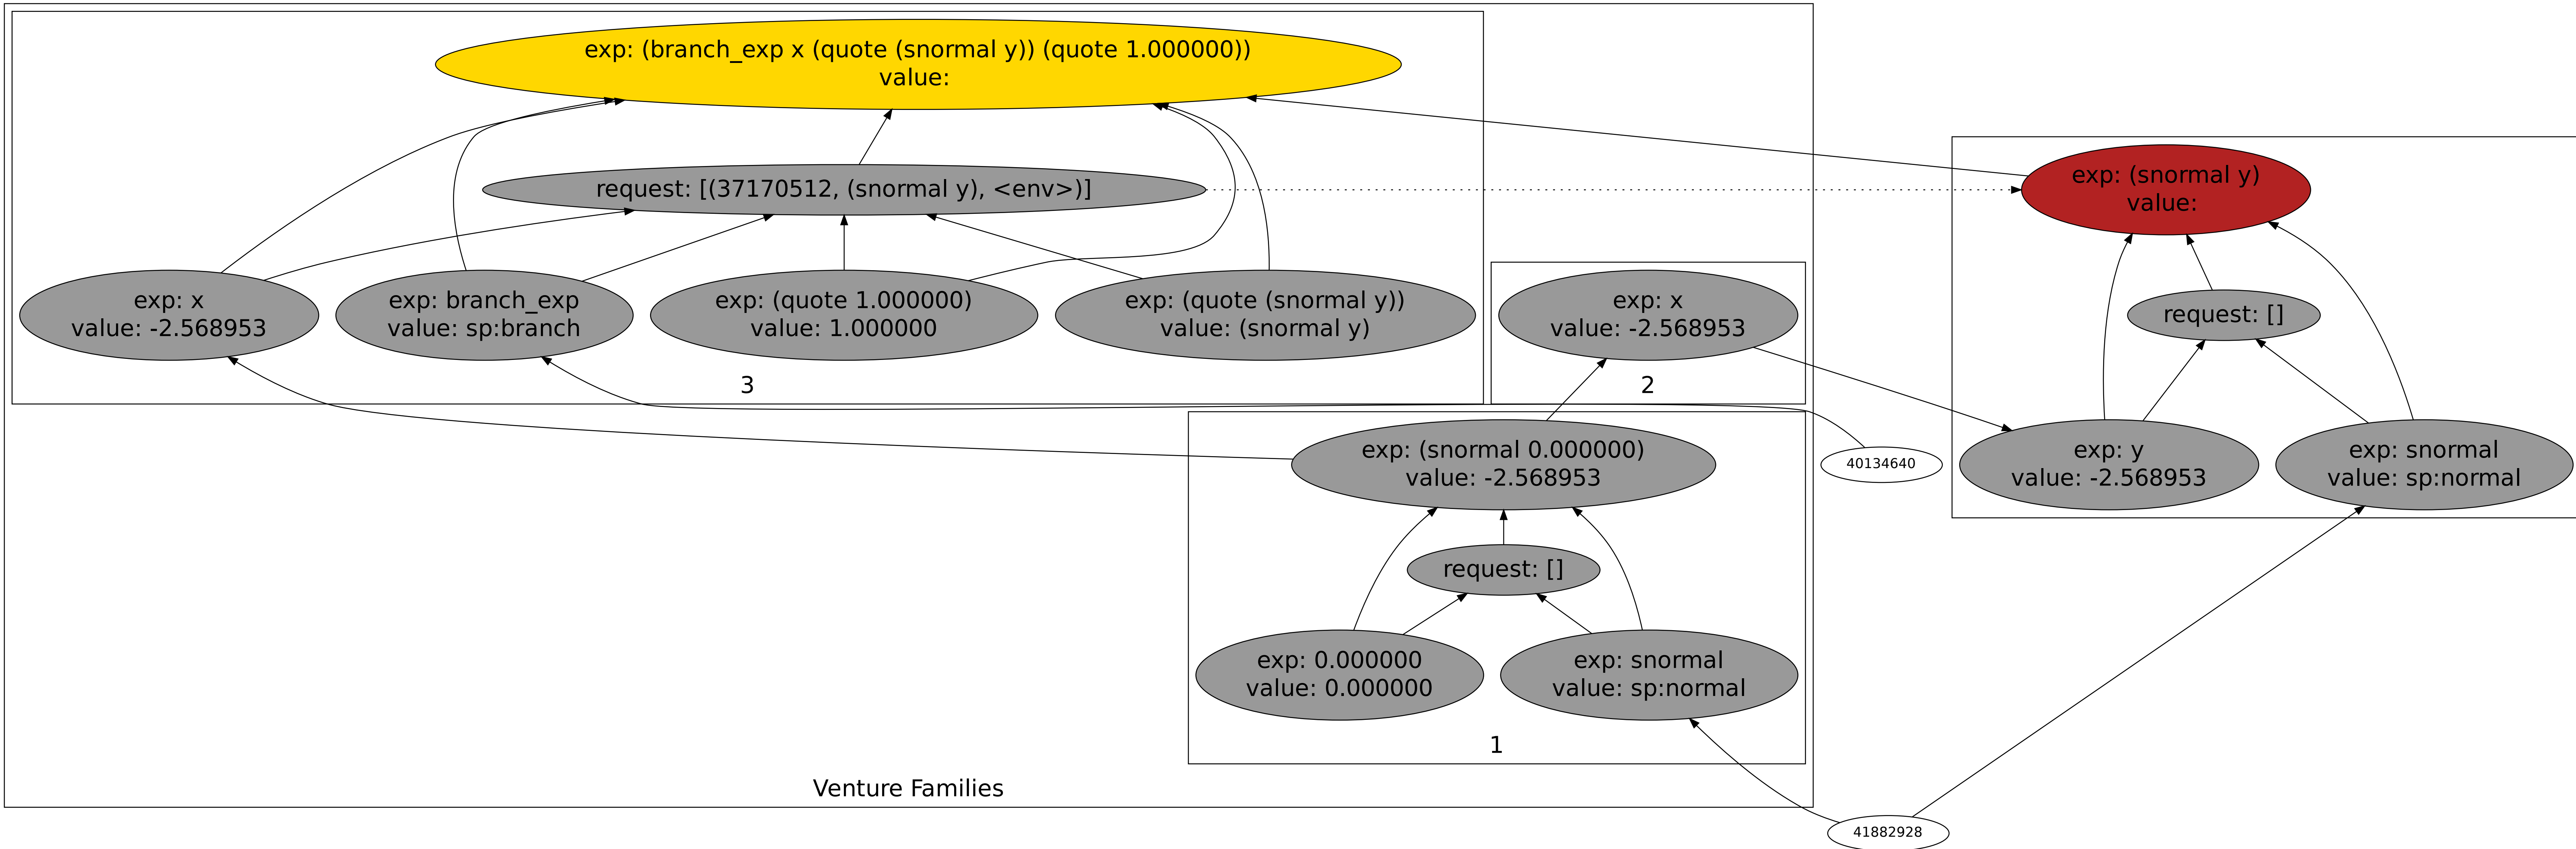 exp: (branch_exp x (quote (snormal y)) (quote 1.000000))
value:
request: [(37170512, (snormal y), <env>)]
exp: x
value: -2.568953
exp: branch_exp
value: sp:branch
exp: (quote 1.000000)
value: 1.000000
exp: (quote (snormal y))
value: (snormal y)
3
exp: x
value: -2.568953
2
exp: (snormal 0.000000)
value: -2.568953
request: []
exp: 0.000000
value: 0.000000
exp: snormal
value: sp:normal
1
Venture Families
exp: (snormal y)
value:
request: []
exp: y
value: -2.568953
exp: snormal
value: sp:normal
40134640
41882928